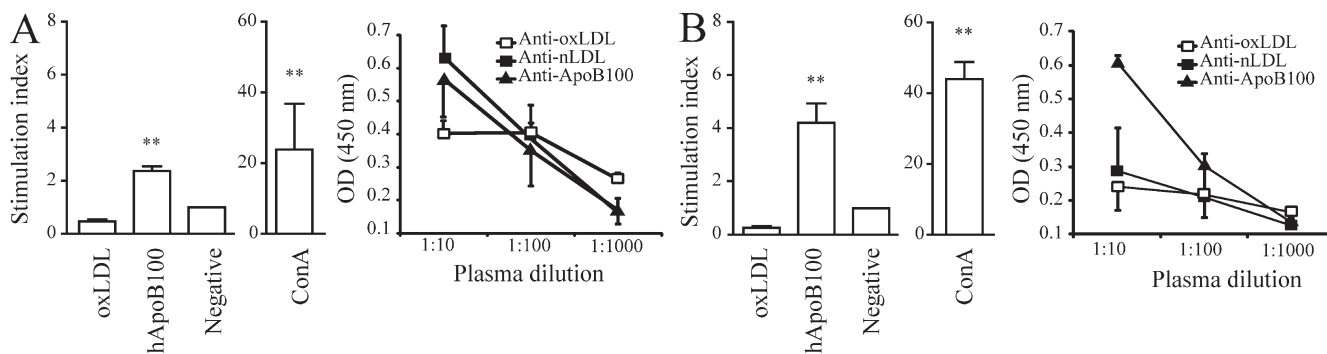 A
Stimulation index
8
6
4
2
0
oxLDL
hApoB100
Negative
**
60
40
20
0
ConA
**
OD (450 nm)
0.7
0.6
0.5
0.4
0.3
0.2
0.1
Anti-oxLDL
Anti-nLDL
Anti-ApoB100
1:10
1:100
1:1000
Plasma dilution
B
Stimulation index
8
6
4
2
0
oxLDL
hApoB100
Negative
**
60
40
20
0
ConA
**
OD (450 nm)
0.7
0.6
0.5
0.4
0.3
0.2
0.1
Anti-oxLDL
Anti-nLDL
Anti-ApoB100
1:10
1:100
1:1000
Plasma dilution